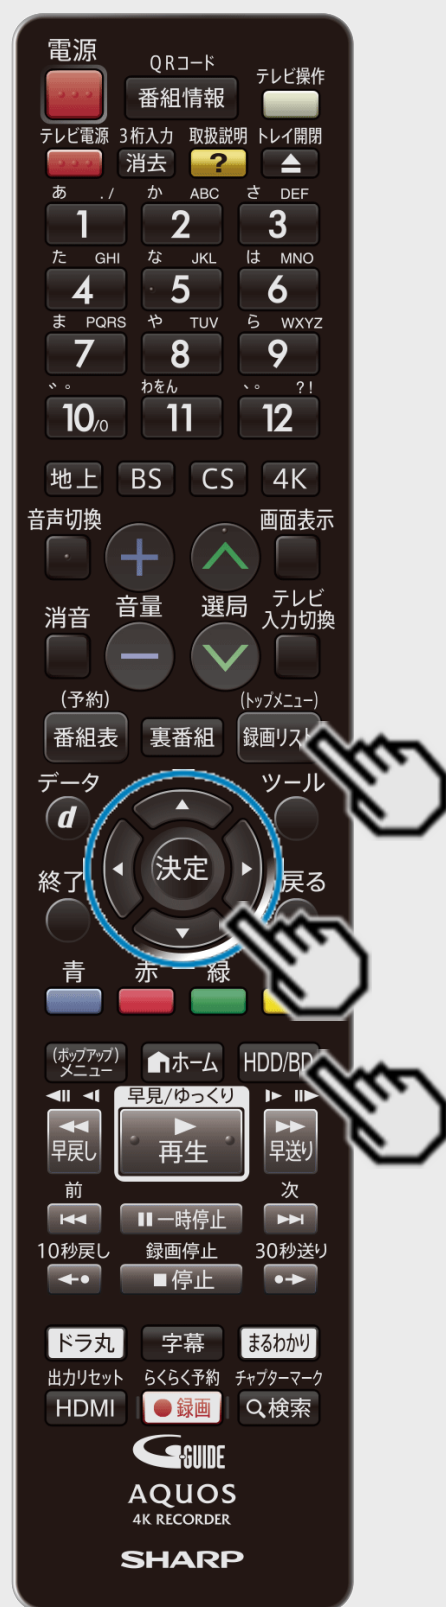 電源
QRコード
番組情報
テレビ操作
テレビ電源 3桁入力 取扱説明 トレイ開閉
消去 ?
あ ./ か ABC さ DEF
1 2 3
た GHI な JKL は MNO
4 5 6
ま PQRS や TUV ら WXYZ
7 8 9
゛゜ わをん 、。 ?!
10/0 11 12
地上 BS CS 4K
音声切換 画面表示
消音 音量 選局 テレビ
入力切換
(予約) (トップメニュー)
番組表 裏番組 録画リスト
データ ツール
d
決定
終了 戻る
青 赤 緑
(ポップアップ)
メニュー ホーム HDD/BD
早見/ゆっくり
早戻し 再生 早送り
前 次
一時停止
10秒戻し 録画停止 30秒送り
停止
ドラ丸 字幕 まるわかり
出力リセット らくらく予約 チャプターマーク
HDMI 録画 検索
G-GUIDE
AQUOS
4K RECORDER
SHARP